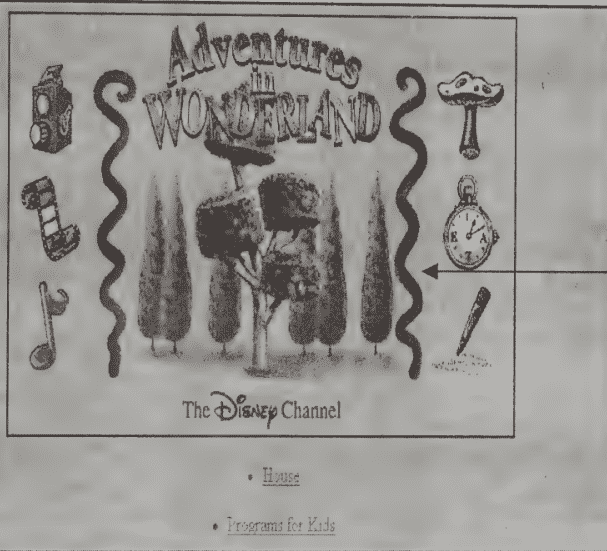 Adventures
in
WONDERLAND
The Disney Channel
• House
• Programs for Kids